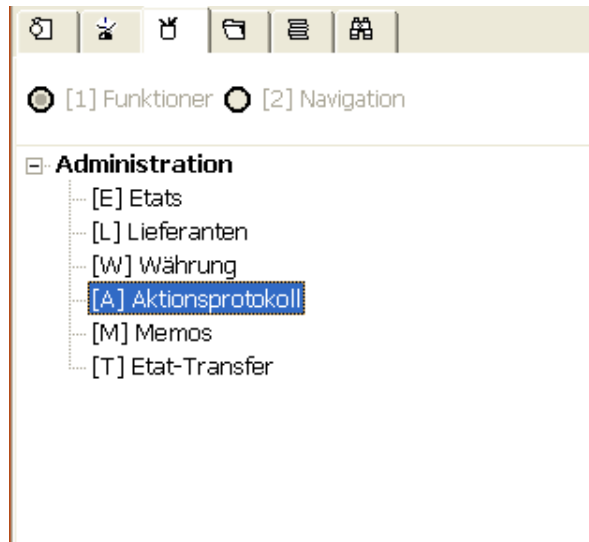 [1] Funktioner [2] Navigation
Administration
[E] Etats
[L] Lieferanten
[W] Währung
[A] Aktionsprotokoll
[M] Memos
[T] Etat-Transfer